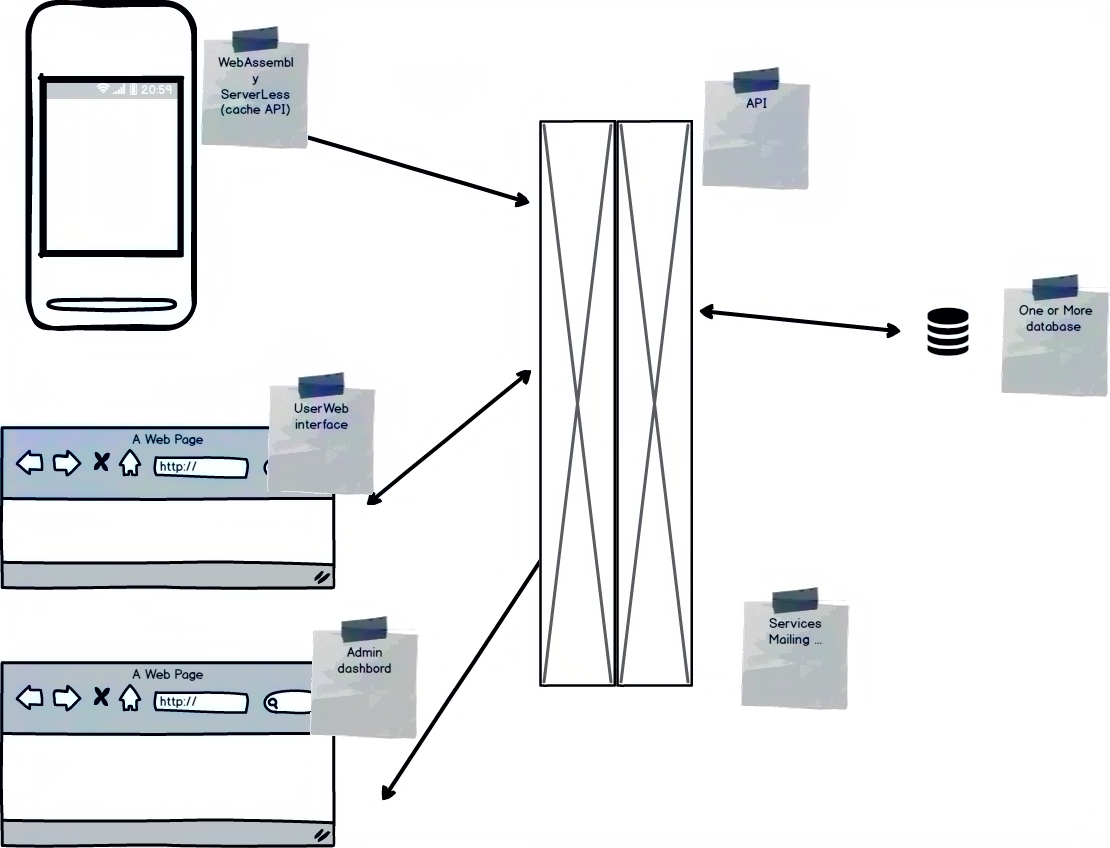 20:59
WebAssembl
y
ServerLess
(cache API)
API
One or More
database
UserWeb
interface
A Web Page
http://
Services
Mailing ...
Admin
dashbord
A Web Page
http://